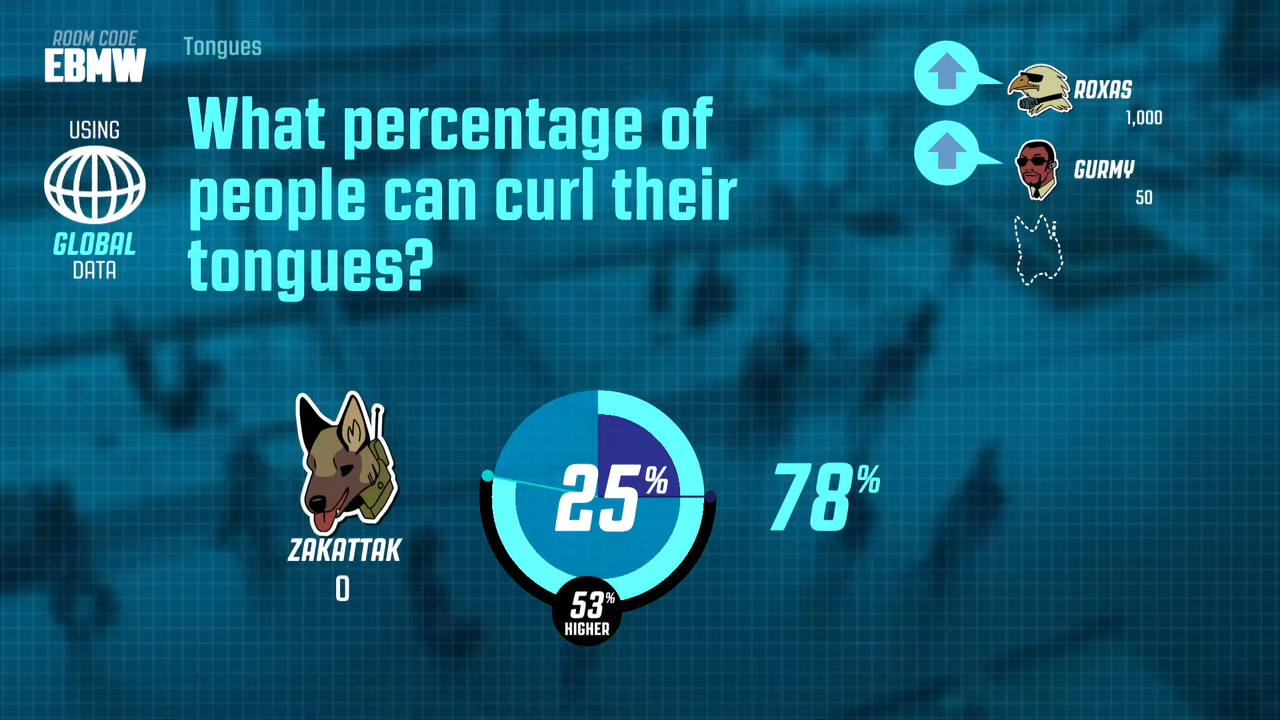 ROOM CODE
EBMW
Tongues
USING
GLOBAL
DATA
What percentage of
people can curl their
tongues?
ROXAS
1,000
GURMY
50
ZAKATTAK
0
25%
53%
HIGHER
78%